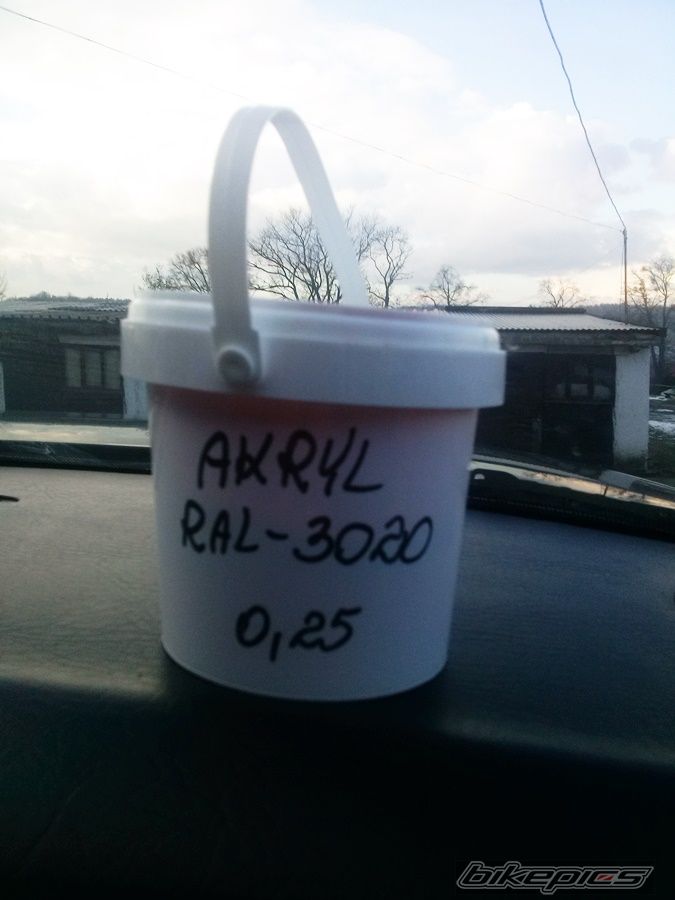 AKRYL
RAL-3020
0,25
bikepics